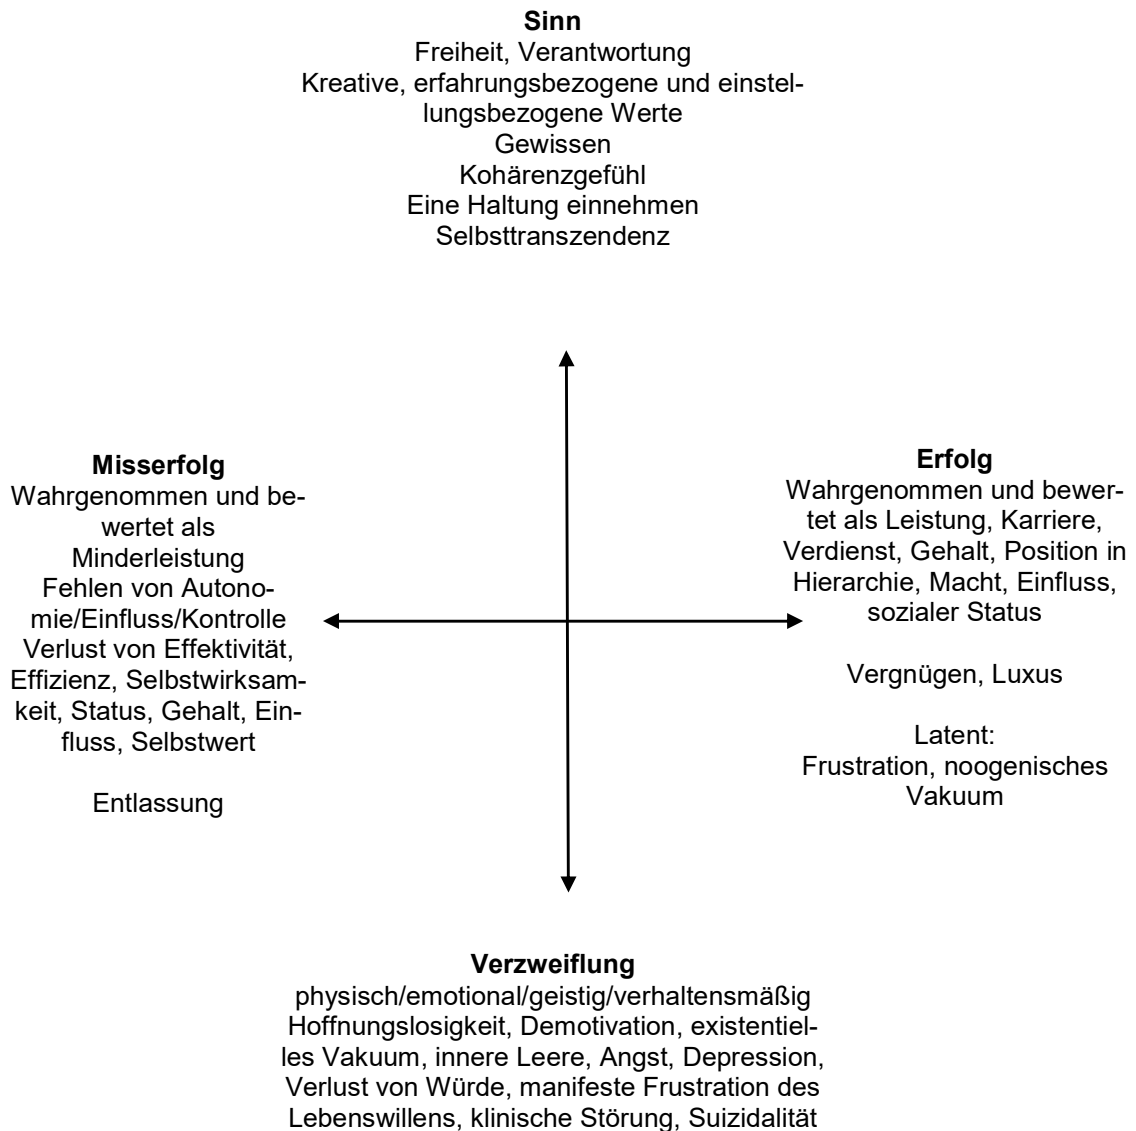 Sinn
Freiheit, Verantwortung
Kreative, erfahrungsbezogene und einstel-
lungsbezogene Werte
Gewissen
Kohärenzgefühl
Eine Haltung einnehmen
Selbsttranszendenz
Misserfolg
Wahrgenommen und be-
wertet als
Minderleistung
Fehlen von Autono-
mie/Einfluss/Kontrolle
Verlust von Effektivität,
Effizienz, Selbstwirksam-
keit, Status, Gehalt, Ein-
fluss, Selbstwert
Entlassung
Erfolg
Wahrgenommen und bewer-
tet als Leistung, Karriere,
Verdienst, Gehalt, Position in
Hierarchie, Macht, Einfluss,
sozialer Status
Vergnügen, Luxus
Latent:
Frustration, noogenisches
Vakuum
Verzweiflung
physisch/emotional/geistig/verhaltensmäßig
Hoffnungslosigkeit, Demotivation, existentiel-
les Vakuum, innere Leere, Angst, Depression,
Verlust von Würde, manifeste Frustration des
Lebenswillens, klinische Störung, Suizidalität